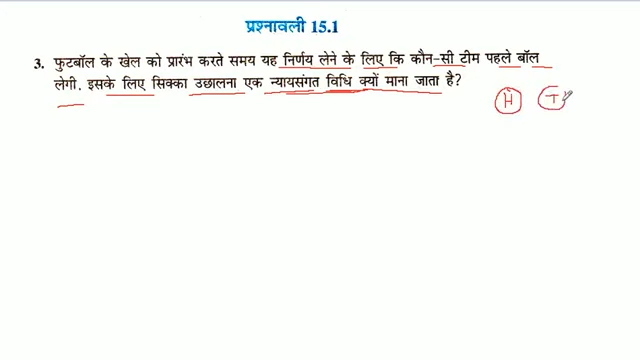 प्रश्नावली 15.1
3. फुटबॉल के खेल को प्रारंभ करते समय यह निर्णय लेने के लिए कि कौन-सी टीम पहले बॉल
लेगी. इसके लिए सिक्का उछालना एक न्यायसंगत विधि क्यों माना जाता है?
H T